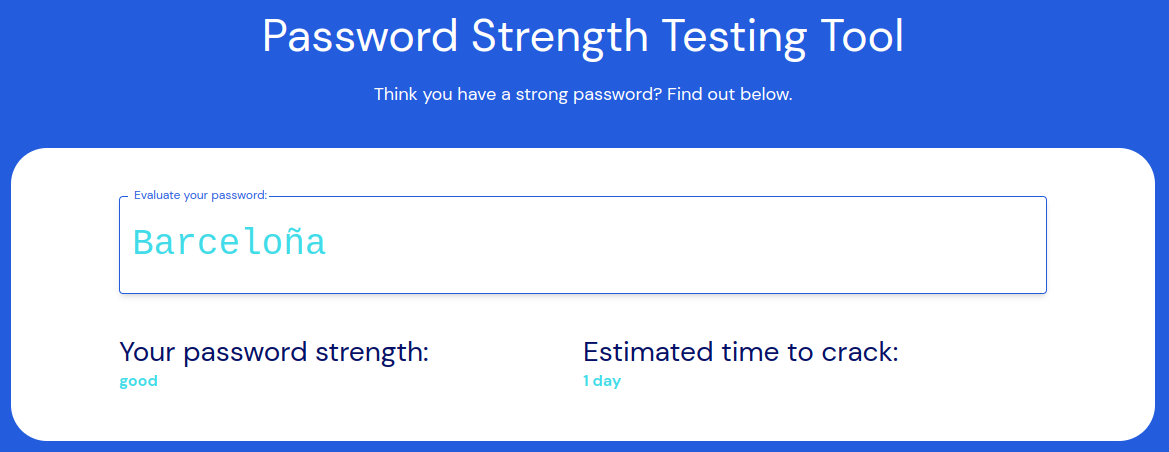 Password Strength Testing Tool
Think you have a strong password? Find out below.
Evaluate your password:
Barceloña
Your password strength:
good
Estimated time to crack:
1 day